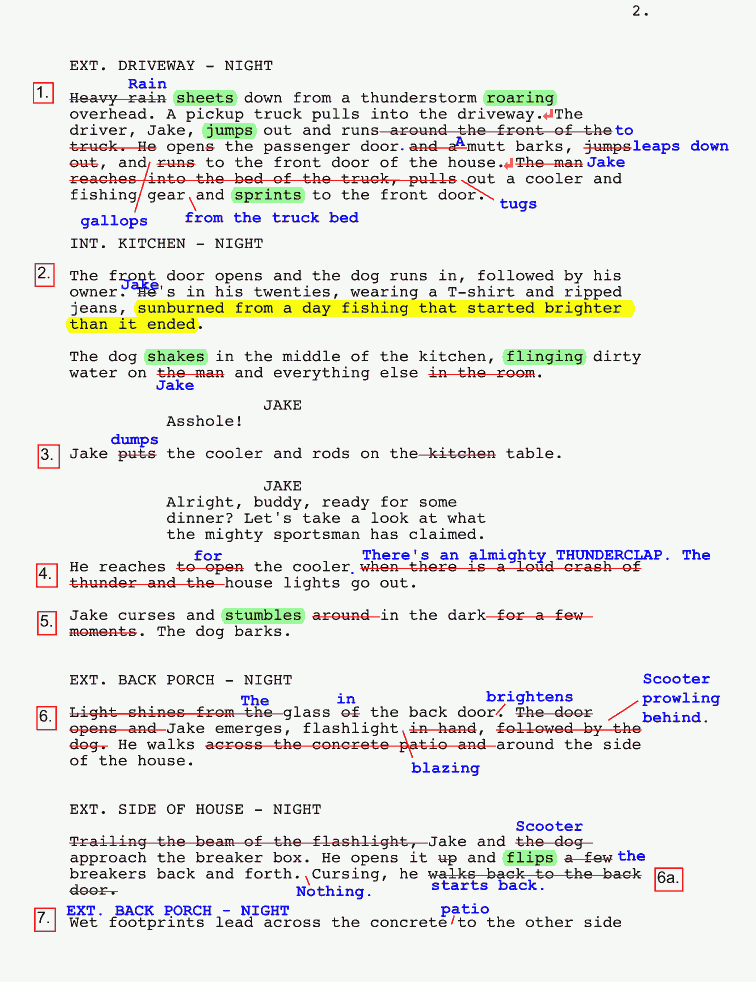 2.
EXT. DRIVEWAY - NIGHT
Rain
1. Heavy rain sheets down from a thunderstorm roaring
overhead. A pickup truck pulls into the driveway.↲The
driver, Jake, jumps out and runs around the front of the to
truck. He opens the passenger door. and a A mutt barks, jumps leaps down
out, and runs to the front door of the house.↲The man Jake
reaches into the bed of the truck, pulls out a cooler and
fishing gear and sprints to the front door.
gallops from the truck bed tugs
INT. KITCHEN - NIGHT
2. The front door opens and the dog runs in, followed by his
Jake
owner. He's in his twenties, wearing a T-shirt and ripped
jeans, sunburned from a day fishing that started brighter
than it ended.
The dog shakes in the middle of the kitchen, flinging dirty
water on the man and everything else in the room.
Jake
JAKE
Asshole!
dumps
3. Jake puts the cooler and rods on the kitchen table.
JAKE
Alright, buddy, ready for some
dinner? Let's take a look at what
the mighty sportsman has claimed.
for There's an almighty THUNDERCLAP. The
4. He reaches to open the cooler. when there is a loud crash of
thunder and the house lights go out.
5. Jake curses and stumbles around in the dark for a few
moments. The dog barks.
EXT. BACK PORCH - NIGHT
The in brightens Scooter
prowling
behind.
6. Light shines from the glass of the back door. The door
opens and Jake emerges, flashlight in hand, followed by the
dog. He walks across the concrete patio and around the side
of the house.
blazing
EXT. SIDE OF HOUSE - NIGHT
Scooter
Trailing the beam of the flashlight, Jake and the dog
approach the breaker box. He opens it up and flips a few the
breakers back and forth. Cursing, he walks back to the back 6a.
door.
Nothing. starts back.
EXT. BACK PORCH - NIGHT patio
7. Wet footprints lead across the concrete to the other side